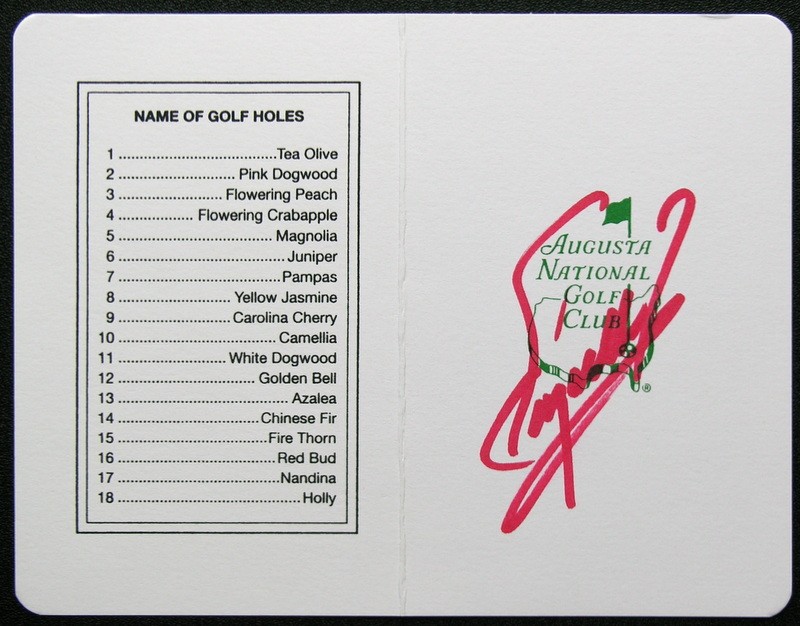 NAME OF GOLF HOLES
1 ........................................Tea Olive
2 .............................. Pink Dogwood
3 ................................. Flowering Peach
4 ................... Flowering Crabapple
5 ....................................... Magnolia
6 ...........................................Juniper
7 .........................................Pampas
8 ............................. Yellow Jasmine
9 ............................Carolina Cherry
10 ........................................ Camellia
11 ............................White Dogwood
12 ................................... Golden Bell
13 ............................................Azalea
14 ....................................Chinese Fir
15 ......................................Fire Thorn
16 ........................................Red Bud
17 .........................................Nandina
18 ..............................................Holly
AUGUSTA
NATIONAL
GOLF
CLUB
®